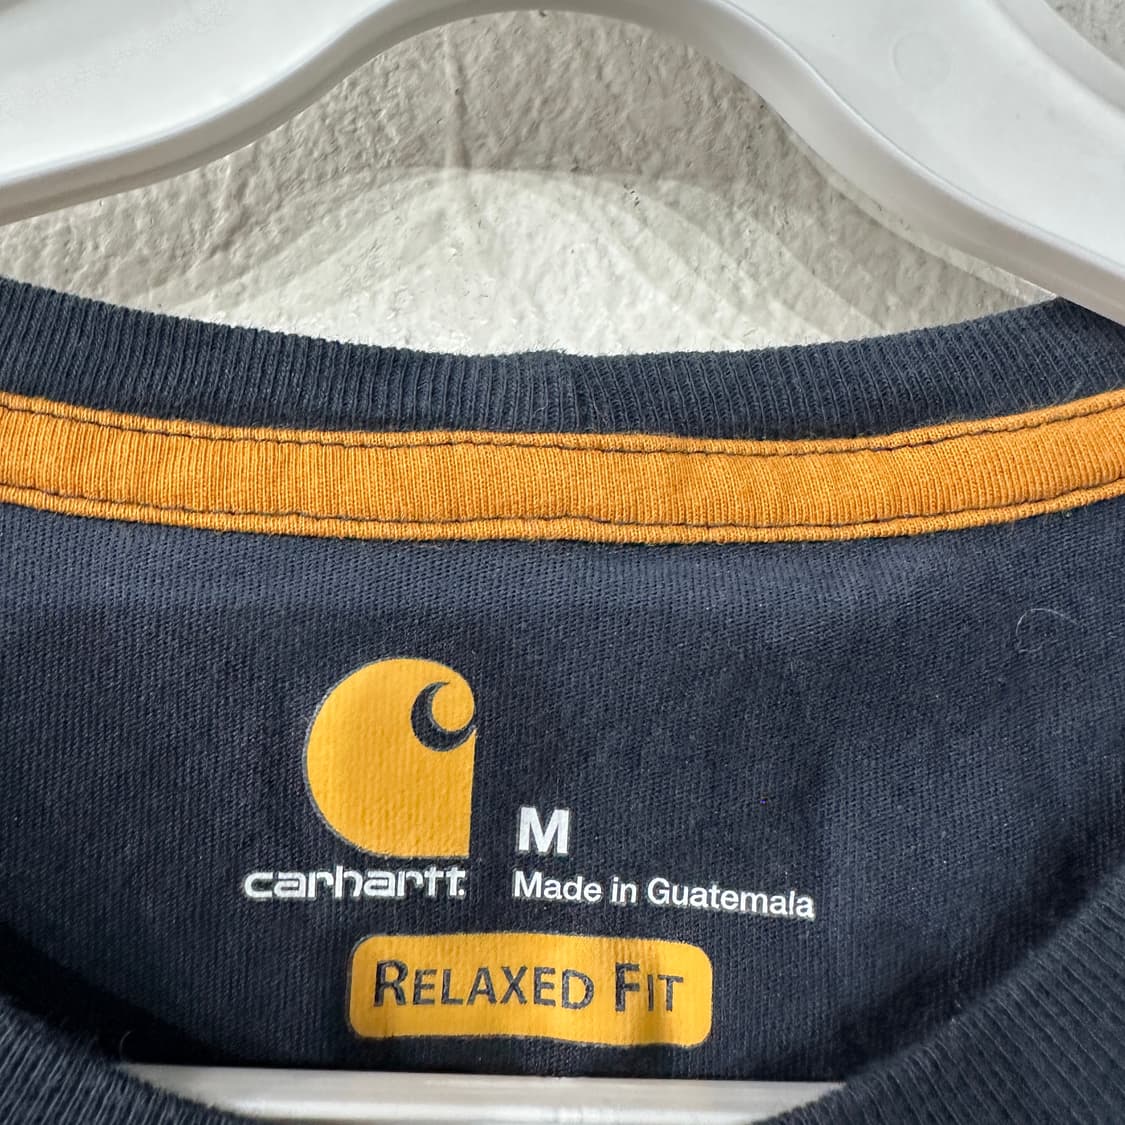 carhartt
M
Made in Guatemala
RELAXED FIT